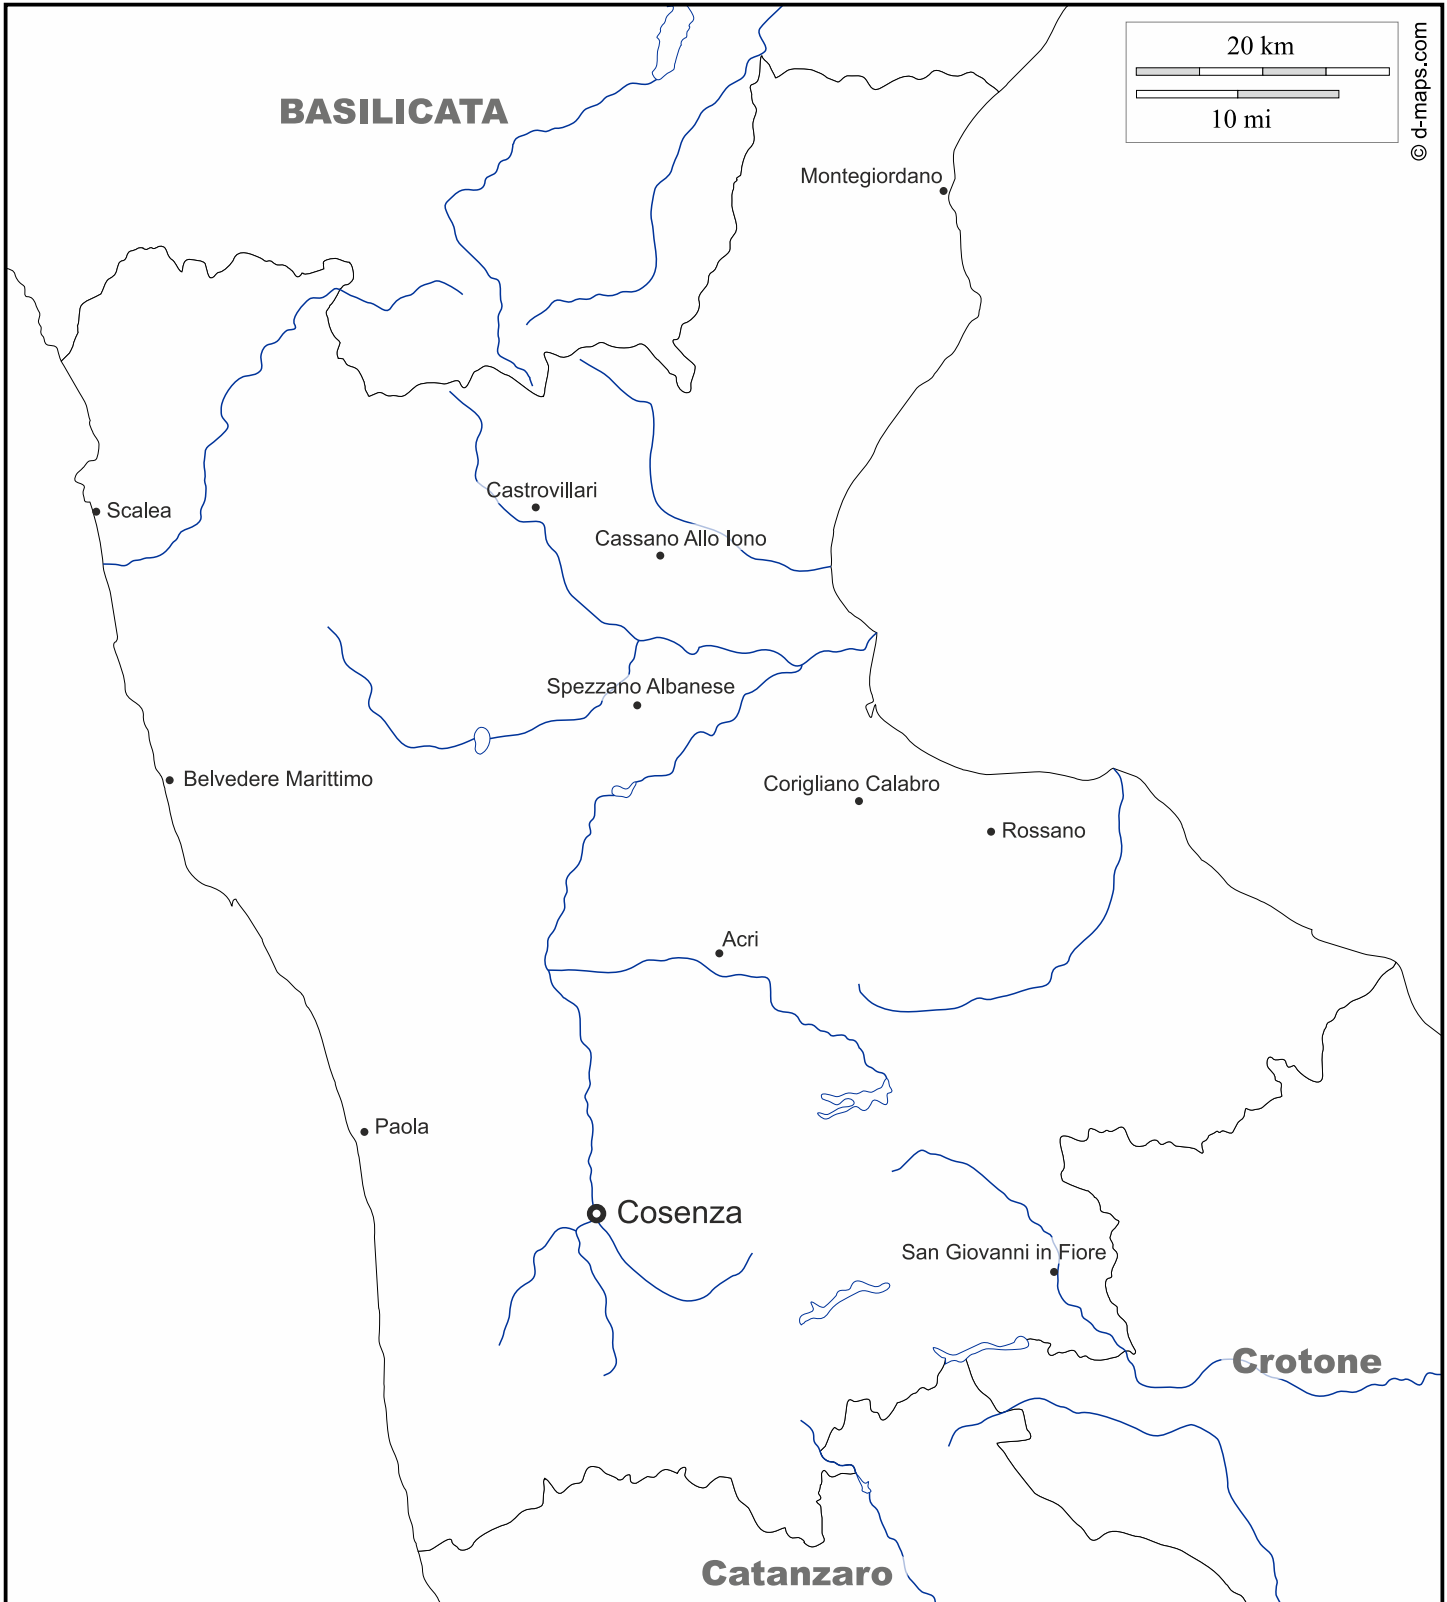 20 km
10 mi
© d-maps.com
BASILICATA
Montegiordano
Castrovillari
Scalea
Cassano Allo Iono
Spezzano Albanese
Belvedere Marittimo
Corigliano Calabro
Rossano
Acri
Paola
Cosenza
San Giovanni in Fiore
Crotone
Catanzaro